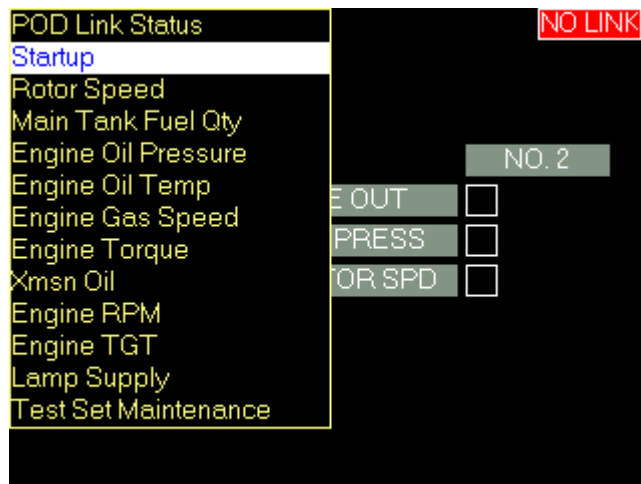 POD Link Status
NO LINK
Startup
Rotor Speed
Main Tank Fuel Qty
Engine Oil Pressure
NO. 2
Engine Oil Temp
E OUT
Engine Gas Speed
PRESS
Engine Torque
Xmsn Oil
TOR SPD
Engine RPM
Engine TGT
Lamp Supply
Test Set Maintenance